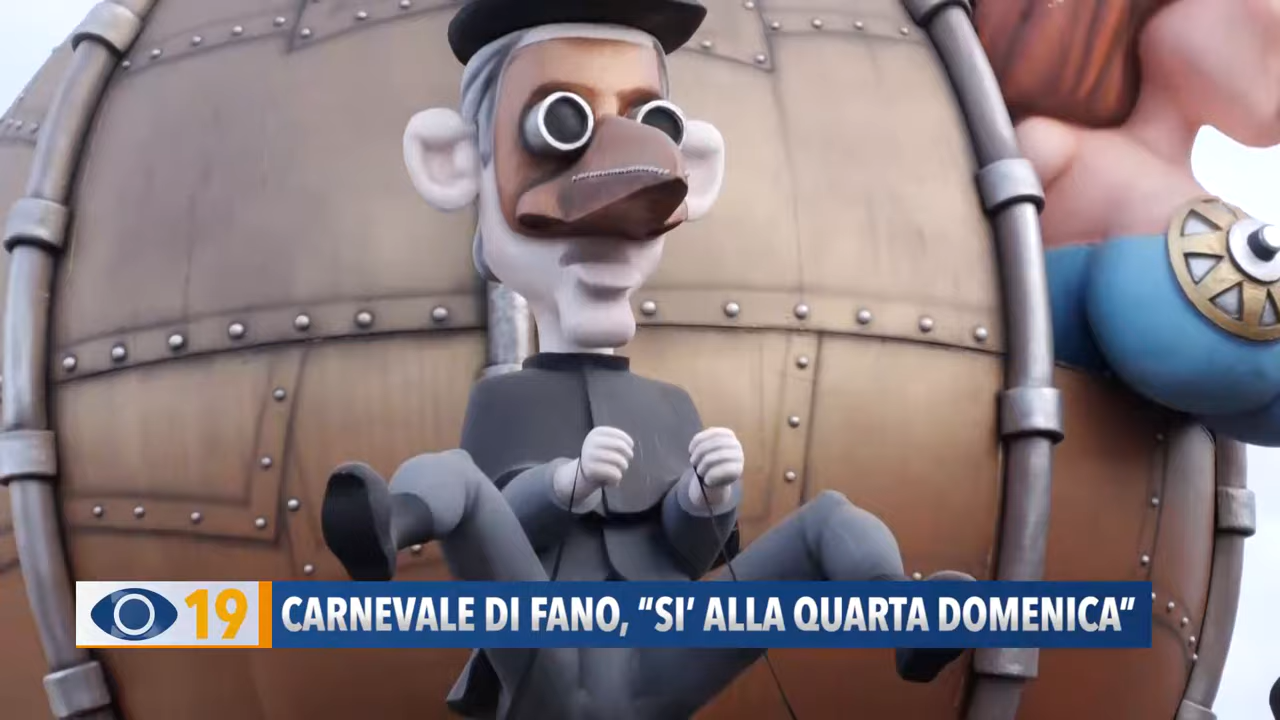 19
CARNEVALE DI FANO, “SI’ ALLA QUARTA DOMENICA”